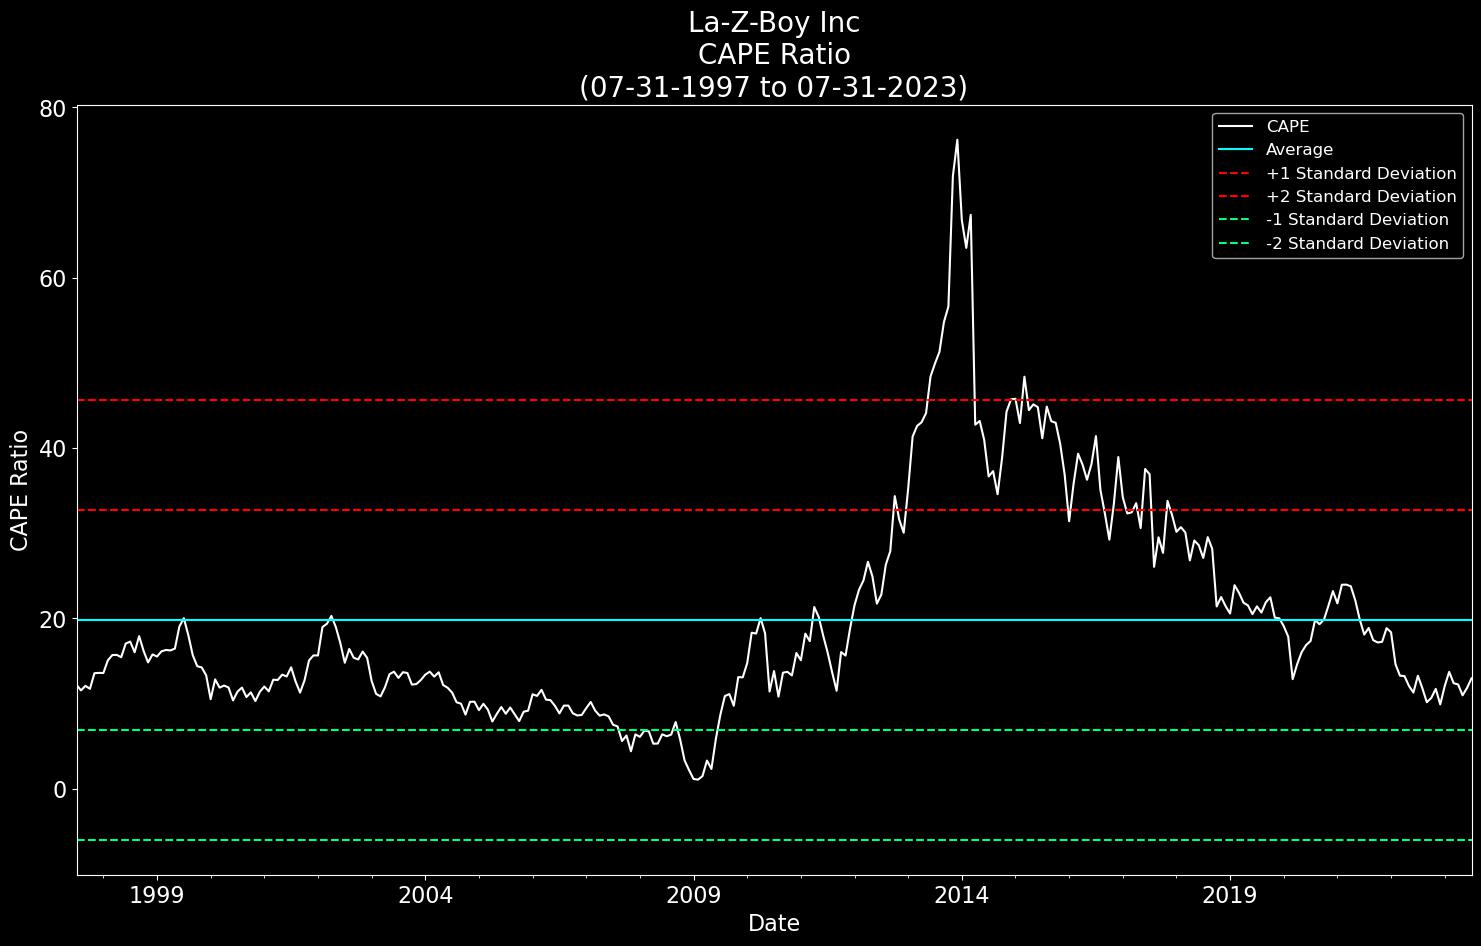 La-Z-Boy Inc
CAPE Ratio
(07-31-1997 to 07-31-2023)
80
60
40
20
0
CAPE Ratio
CAPE
Average
+1 Standard Deviation
+2 Standard Deviation
-1 Standard Deviation
-2 Standard Deviation
1999 2004 2009 2014 2019
Date